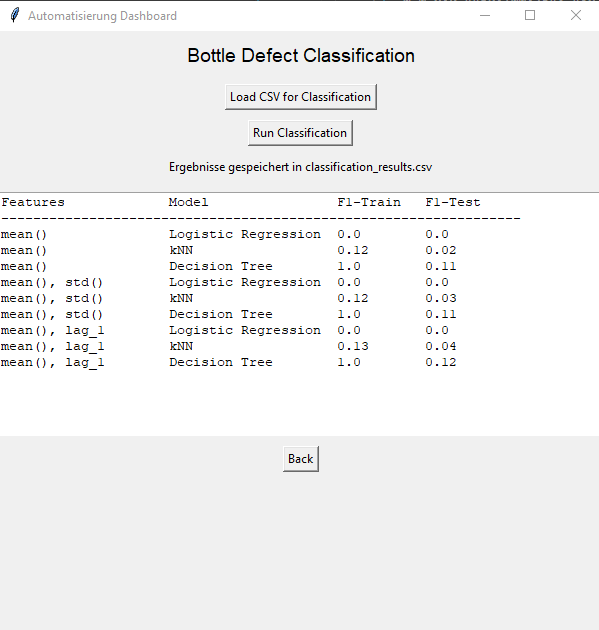 Automatisierung Dashboard
Bottle Defect Classification
Load CSV for Classification
Run Classification
Ergebnisse gespeichert in classification_results.csv
Features Model F1-Train F1-Test
-----------------------------------------------------------------
mean() Logistic Regression 0.0 0.0
mean() kNN 0.12 0.02
mean() Decision Tree 1.0 0.11
mean(), std() Logistic Regression 0.0 0.0
mean(), std() kNN 0.12 0.03
mean(), std() Decision Tree 1.0 0.11
mean(), lag_1 Logistic Regression 0.0 0.0
mean(), lag_1 kNN 0.13 0.04
mean(), lag_1 Decision Tree 1.0 0.12
Back